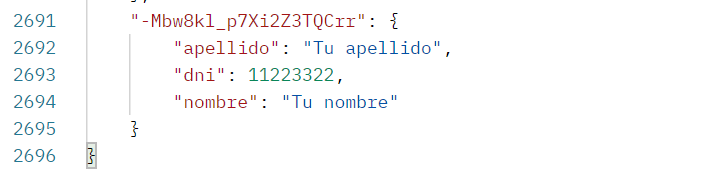 2691 "-Mbw8kl_p7Xi2Z3TQCrr": {
2692 "apellido": "Tu apellido",
2693 "dni": 11223322,
2694 "nombre": "Tu nombre"
2695 }
2696 }